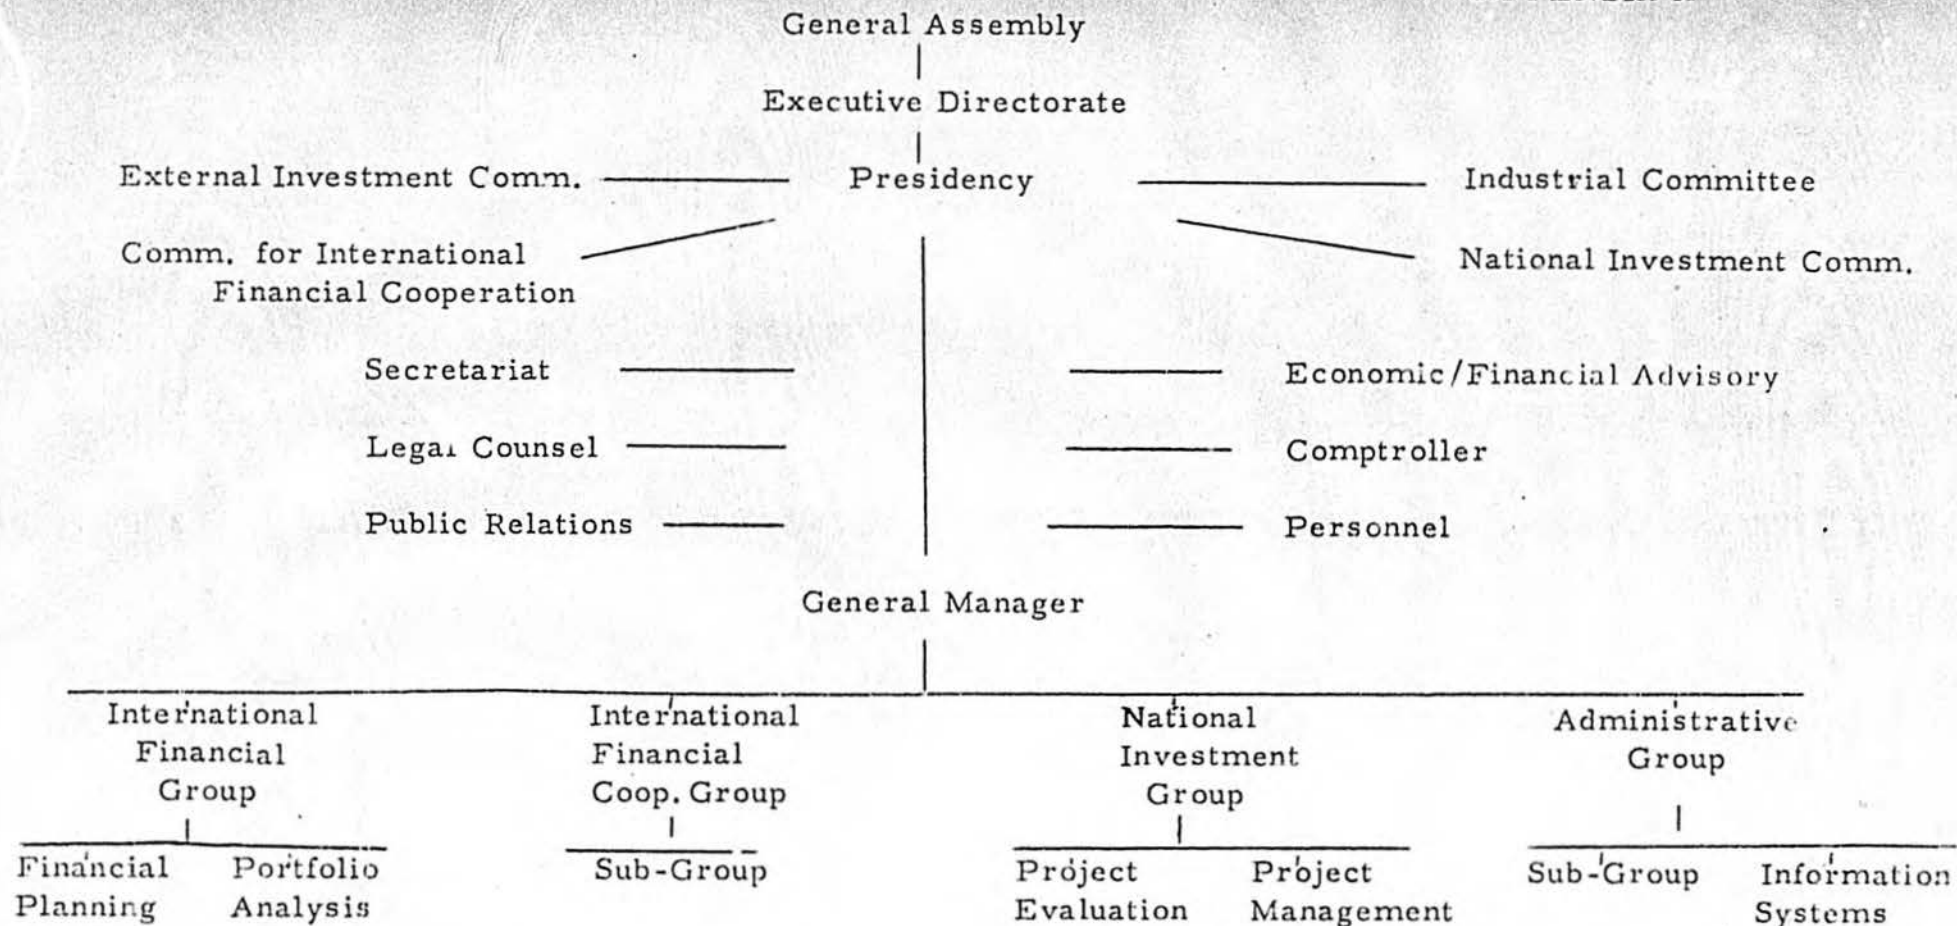 General Assembly
Executive Directorate
External Investment Comm.
Presidency
Industrial Committee
Comm. for International
Financial Cooperation
National Investment Comm.
Secretariat
Economic/Financial Advisory
Legal Counsel
Comptroller
Public Relations
Personnel
General Manager
International
Financial
Group
International
Financial
Coop. Group
National
Investment
Group
Administrative
Group
Financial
Planning
Portfolio
Analysis
Sub-Group
Project
Evaluation
Project
Management
Sub-Group
Information
Systems